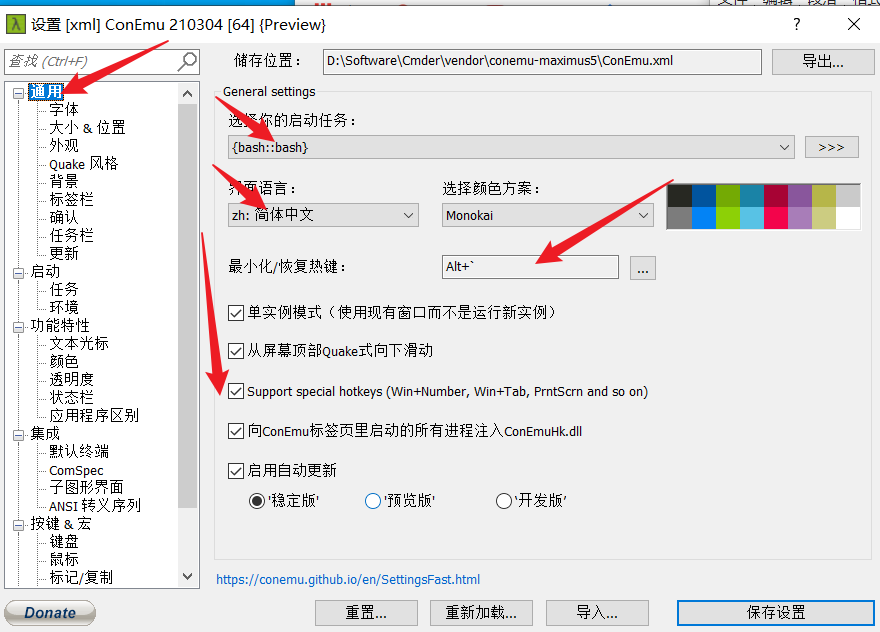 设置 [xml] ConEmu 210304 [64] {Preview}
查找 (Ctrl+F)
储存位置：
D:\Software\Cmder\vendor\conemu-maximus5\ConEmu.xml
导出...
通用
字体
大小 & 位置
外观
Quake 风格
背景
标签栏
确认
任务栏
更新
启动
任务
环境
功能特性
文本光标
颜色
透明度
状态栏
应用程序区别
集成
默认终端
ComSpec
子图形界面
ANSI 转义序列
按键 & 宏
键盘
鼠标
标记/复制
General settings
选择你的启动任务：
{bash::bash}
>>>
界面语言：
选择颜色方案：
zh: 简体中文
Monokai
最小化/恢复热键：
Alt+`
...
单实例模式（使用现有窗口而不是运行新实例）
从屏幕顶部Quake式向下滑动
Support special hotkeys (Win+Number, Win+Tab, PrntScrn and so on)
向ConEmu标签页里启动的所有进程注入ConEmuHk.dll
启用自动更新
'稳定版'
'预览版'
'开发版'
https://conemu.github.io/en/SettingsFast.html
Donate
重置...
重新加载...
导入...
保存设置